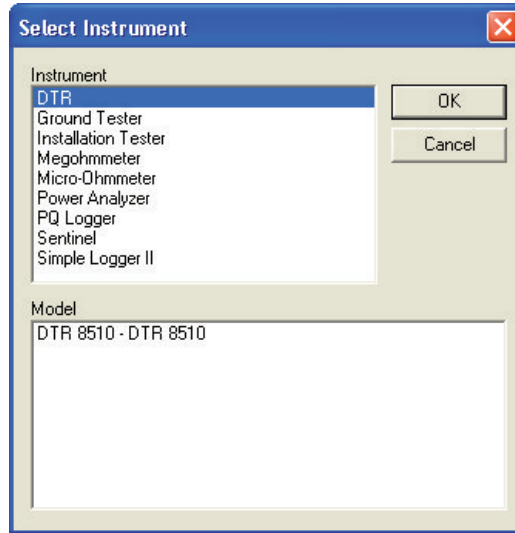 Select Instrument
Instrument
DTR
Ground Tester
Installation Tester
Megohmmeter
Micro-Ohmmeter
Power Analyzer
PQ Logger
Sentinel
Simple Logger II
OK
Cancel
Model
DTR 8510 - DTR 8510